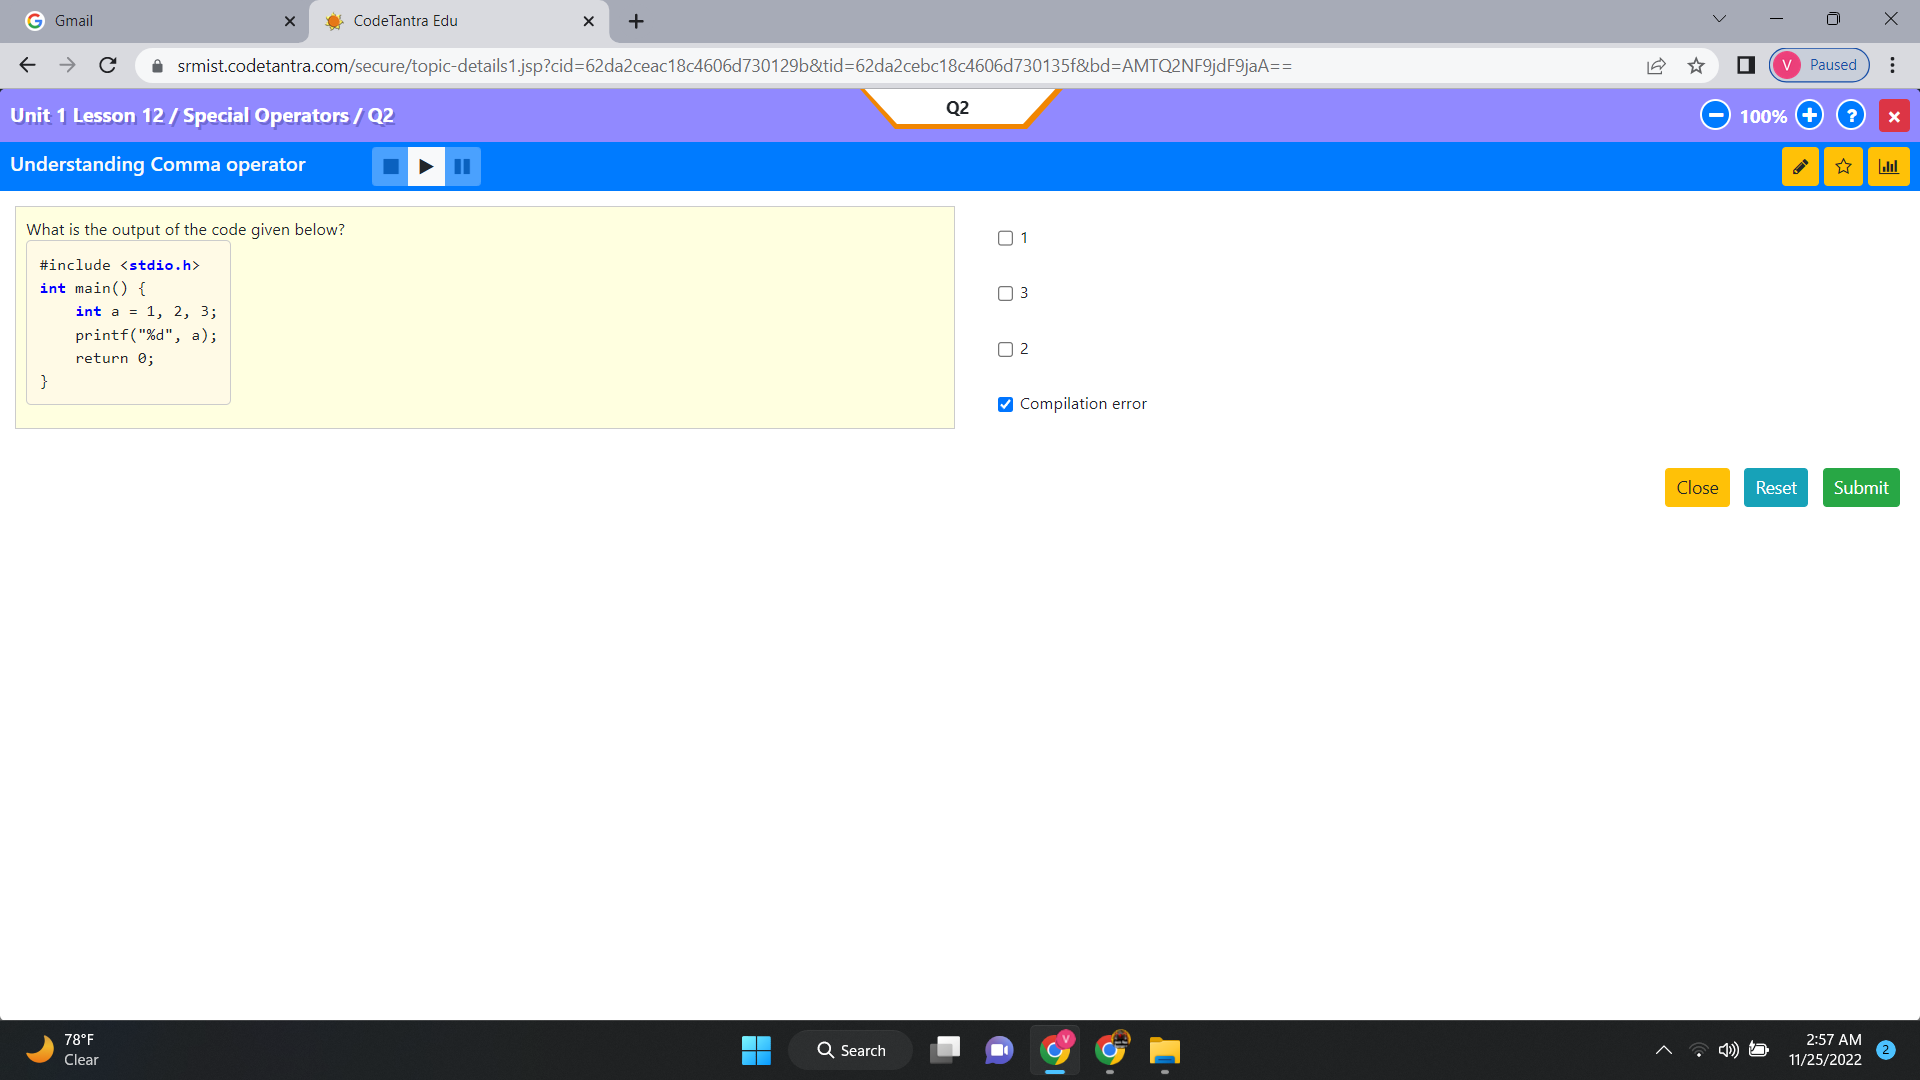 Gmail
CodeTantra Edu
srmist.codetantra.com/secure/topic-details1.jsp?cid=62da2ceac18c4606d730129b&tid=62da2cebc18c4606d730135f&bd=AMTQ2NF9jdF9jaA==
V Paused
Unit 1 Lesson 12 / Special Operators / Q2
Q2
100%
?
Understanding Comma operator
What is the output of the code given below?
#include <stdio.h>
int main() {
    int a = 1, 2, 3;
    printf("%d", a);
    return 0;
}
1
3
2
Compilation error
Close
Reset
Submit
78°F
Clear
Search
V
2:57 AM
11/25/2022
2